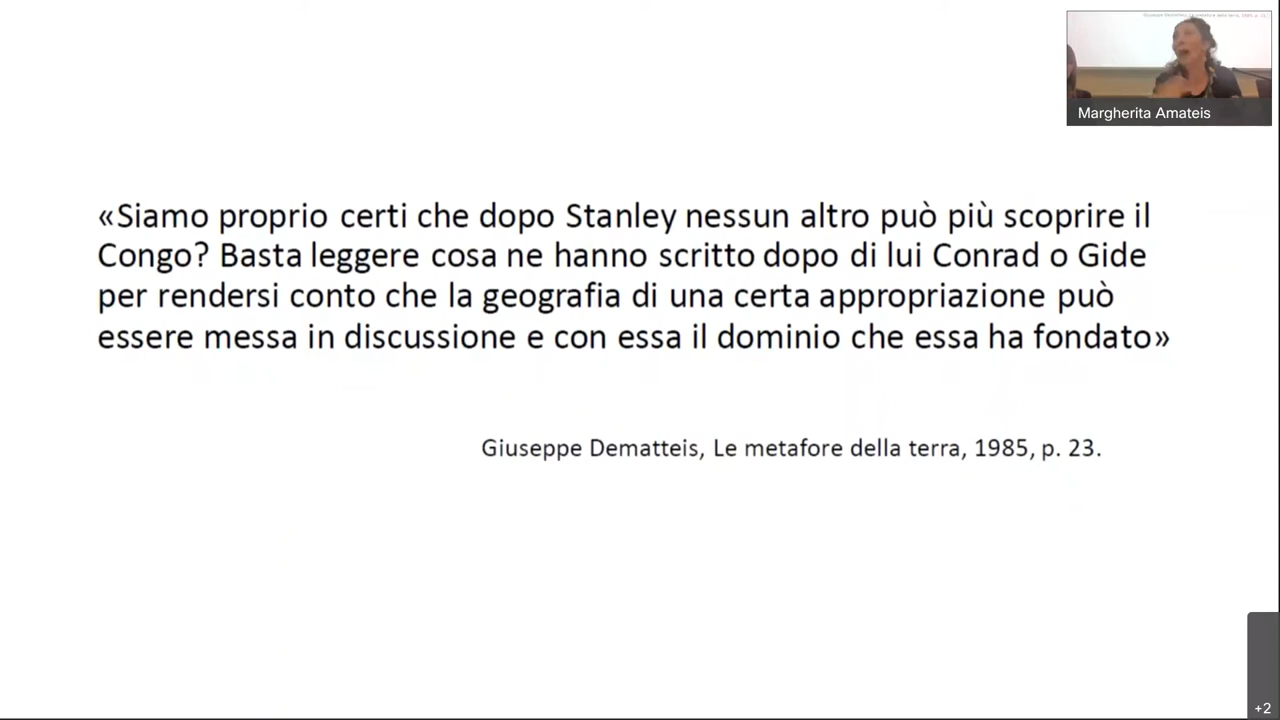 Margherita Amateis
«Siamo proprio certi che dopo Stanley nessun altro può più scoprire il
Congo? Basta leggere cosa ne hanno scritto dopo di lui Conrad o Gide
per rendersi conto che la geografia di una certa appropriazione può
essere messa in discussione e con essa il dominio che essa ha fondato»
Giuseppe Dematteis, Le metafore della terra, 1985, p. 23.
+2